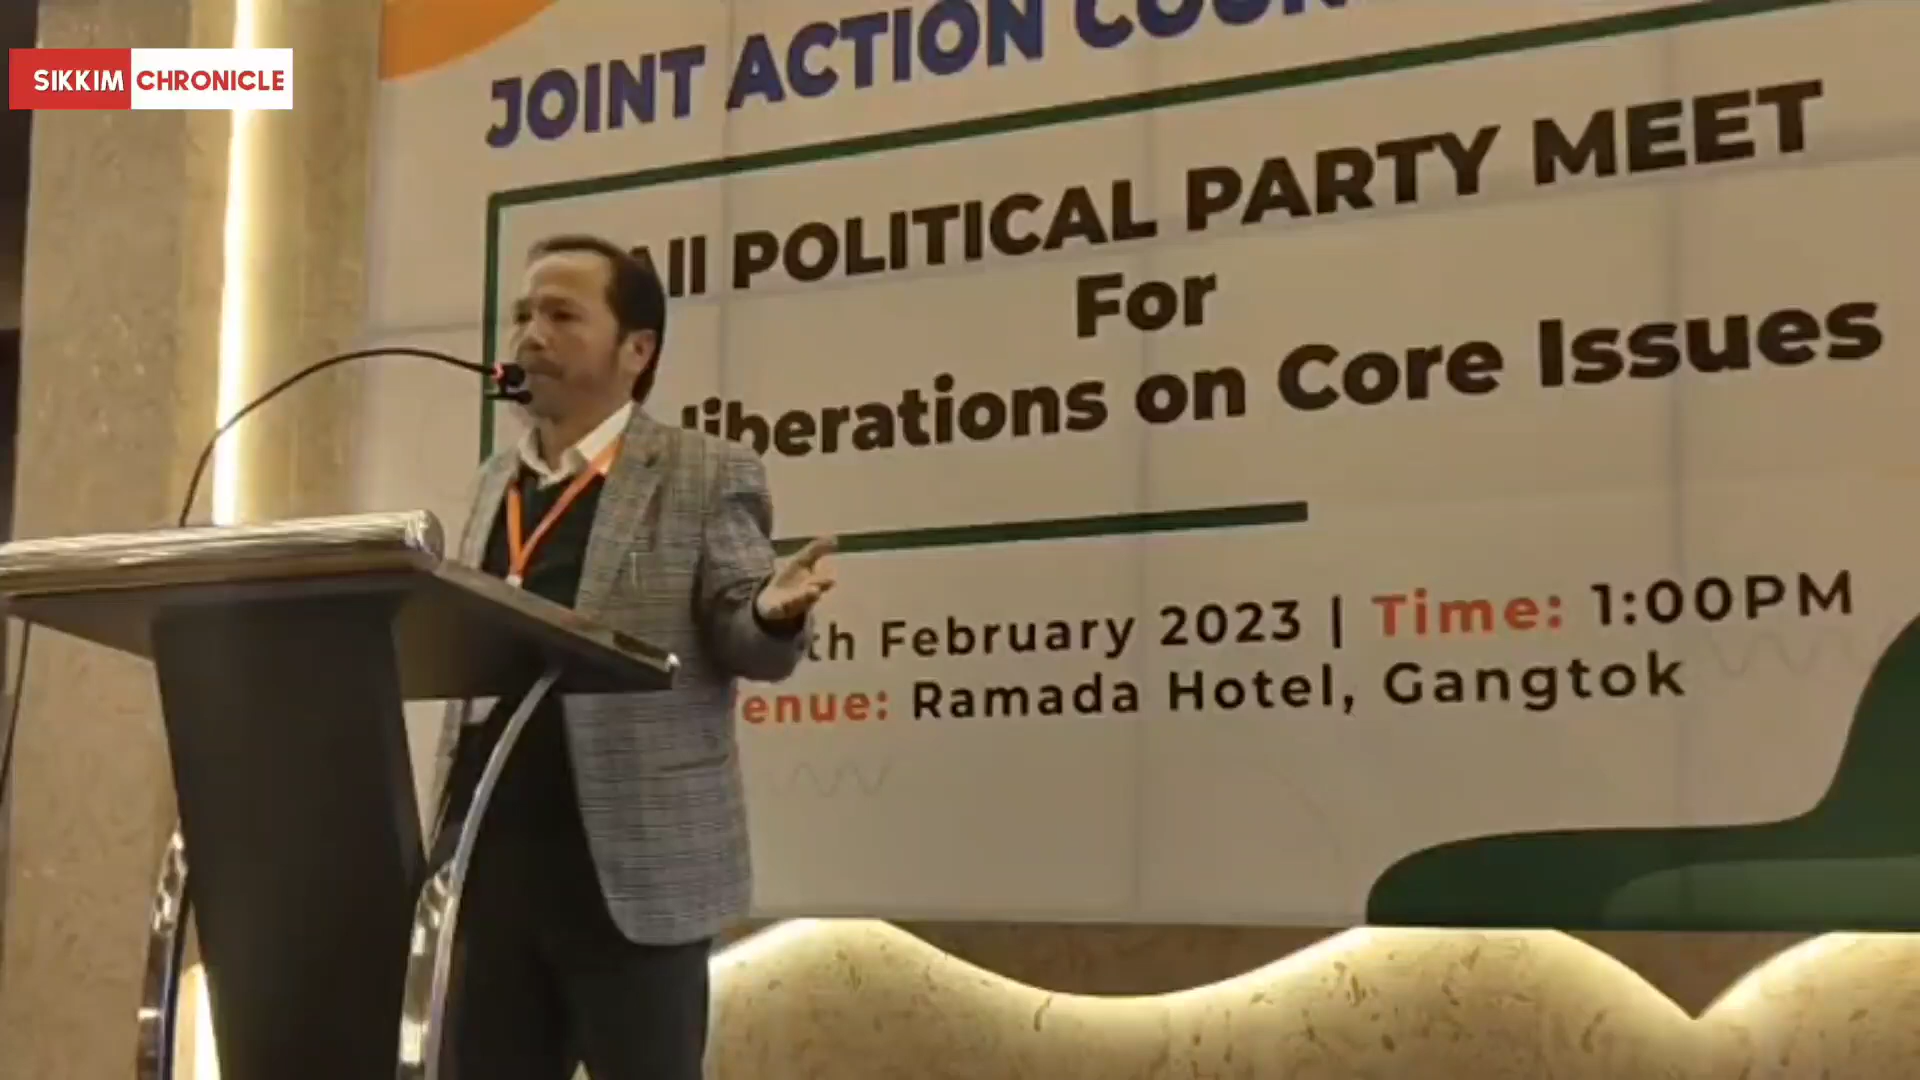 SIKKIM CHRONICLE
JOINT ACTION
All POLITICAL PARTY MEET
For
on Core Issues
February 2023 | Time: 1:00PM
Ramada Hotel, Gangtok